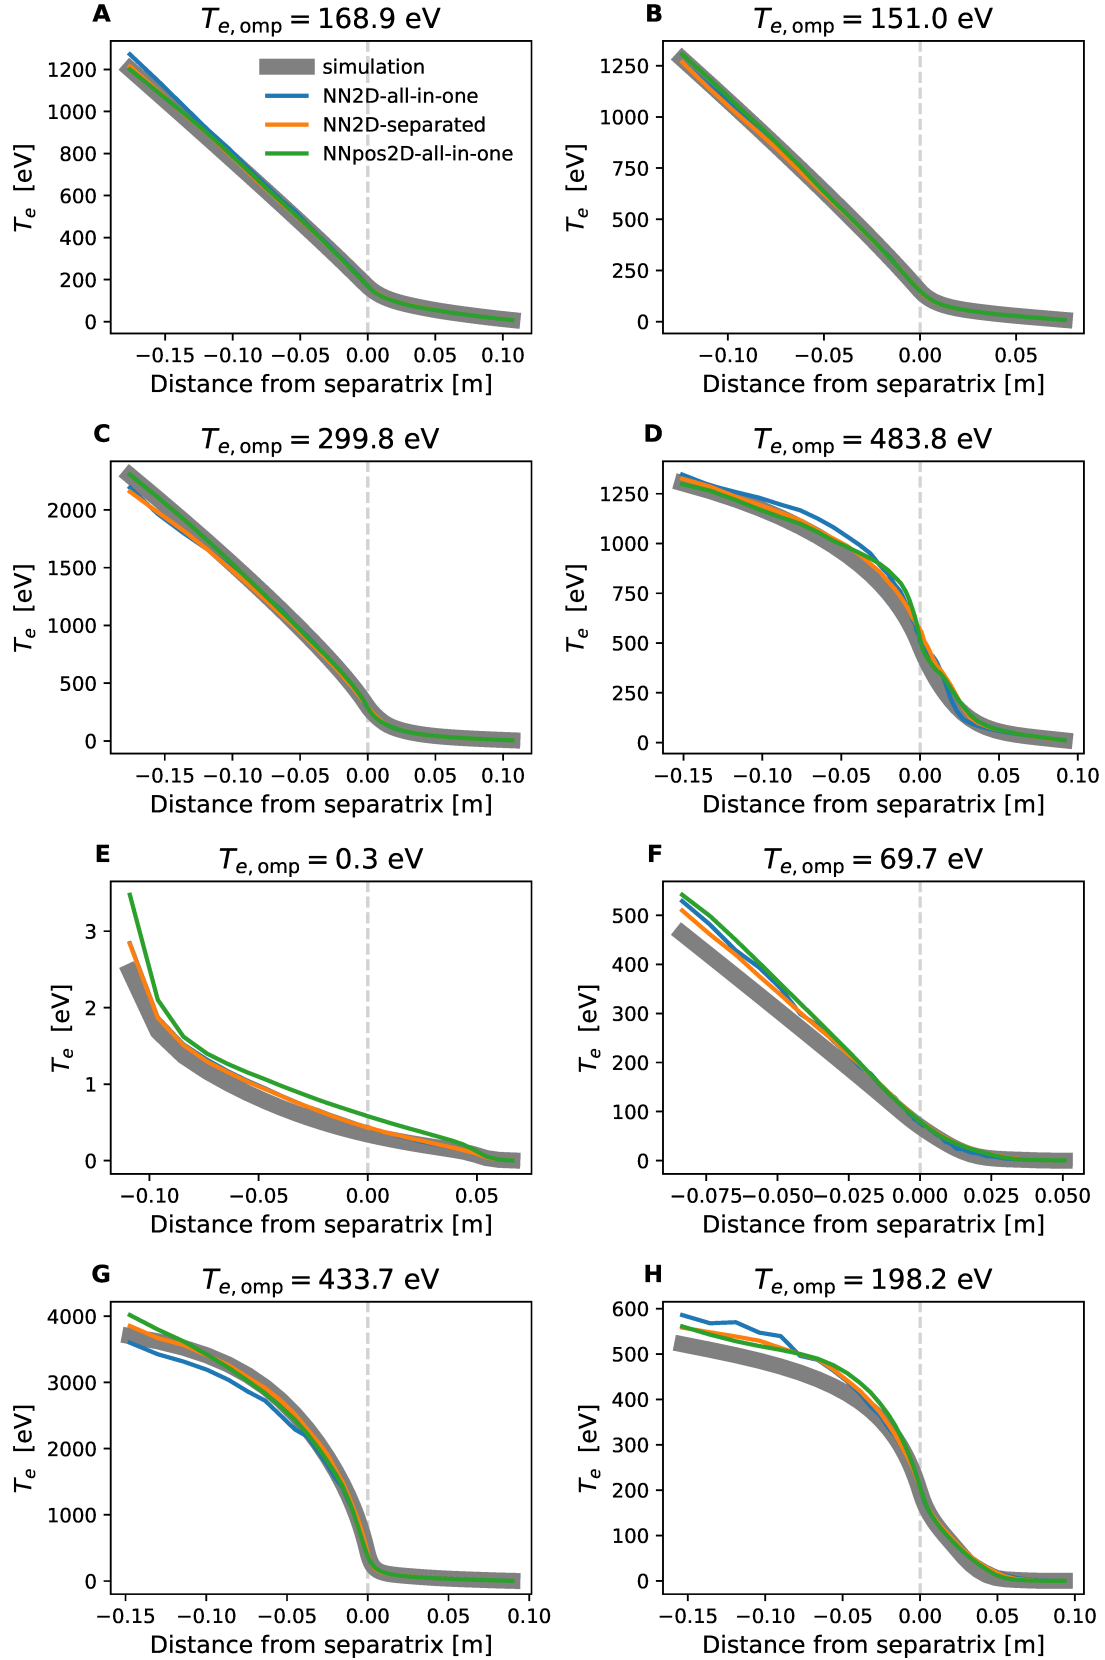 A
T_e, omp = 168.9 eV
1200
1000
800
600
400
200
0
T_e [eV]
simulation
NN2D-all-in-one
NN2D-separated
NNpos2D-all-in-one
−0.15 −0.10 −0.05 0.00 0.05 0.10
Distance from separatrix [m]
B
T_e, omp = 151.0 eV
1250
1000
750
500
250
0
T_e [eV]
−0.10 −0.05 0.00 0.05
Distance from separatrix [m]
C
T_e, omp = 299.8 eV
2000
1500
1000
500
0
T_e [eV]
−0.15 −0.10 −0.05 0.00 0.05 0.10
Distance from separatrix [m]
D
T_e, omp = 483.8 eV
1250
1000
750
500
250
0
T_e [eV]
−0.15 −0.10 −0.05 0.00 0.05 0.10
Distance from separatrix [m]
E
T_e, omp = 0.3 eV
3
2
1
0
T_e [eV]
−0.10 −0.05 0.00 0.05
Distance from separatrix [m]
F
T_e, omp = 69.7 eV
500
400
300
200
100
0
T_e [eV]
−0.075 −0.050 −0.025 0.000 0.025 0.050
Distance from separatrix [m]
G
T_e, omp = 433.7 eV
4000
3000
2000
1000
0
T_e [eV]
−0.15 −0.10 −0.05 0.00 0.05 0.10
Distance from separatrix [m]
H
T_e, omp = 198.2 eV
600
500
400
300
200
100
0
T_e [eV]
−0.15 −0.10 −0.05 0.00 0.05 0.10
Distance from separatrix [m]